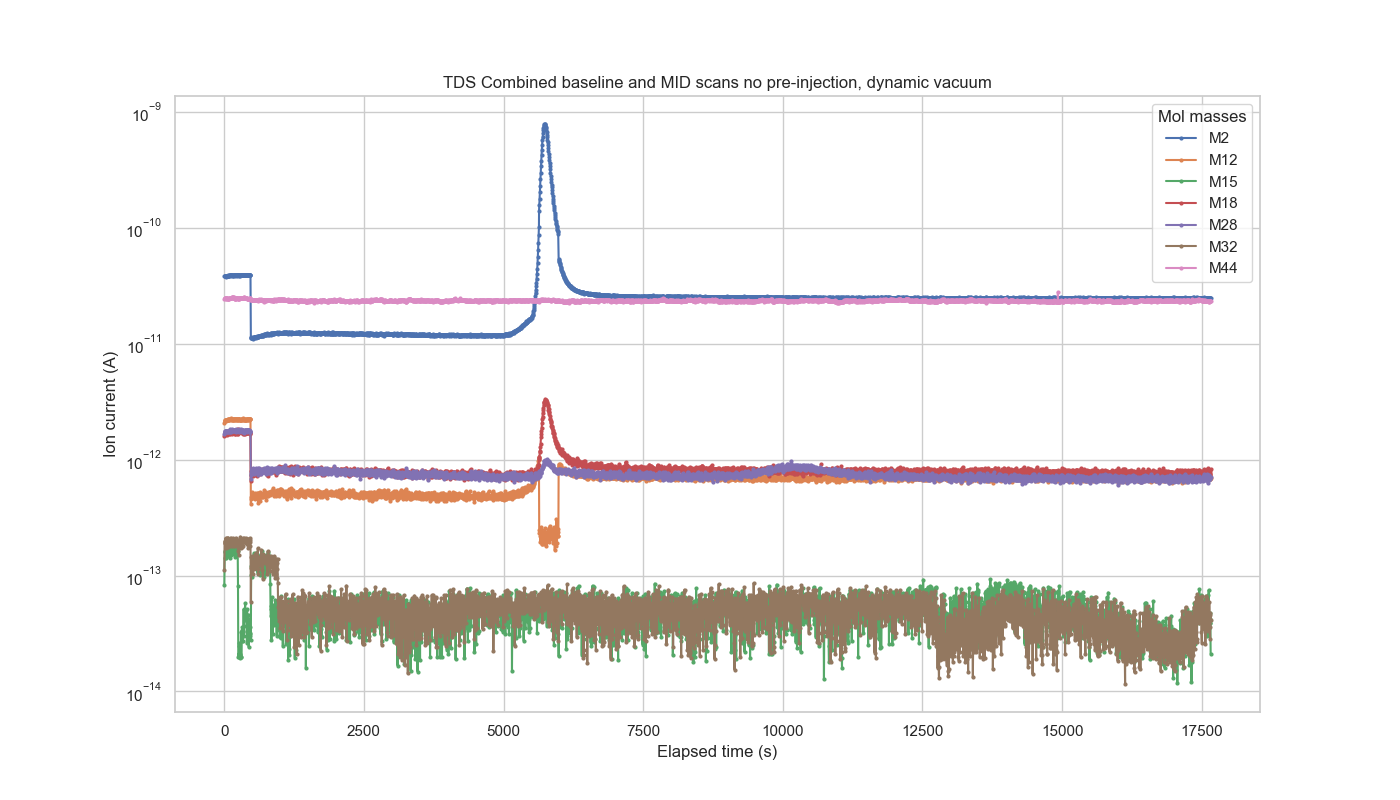 TDS Combined baseline and MID scans no pre-injection, dynamic vacuum
Ion current (A)
10⁻⁹
10⁻¹⁰
10⁻¹¹
10⁻¹²
10⁻¹³
10⁻¹⁴
Mol masses
M2
M12
M15
M18
M28
M32
M44
0 2500 5000 7500 10000 12500 15000 17500
Elapsed time (s)